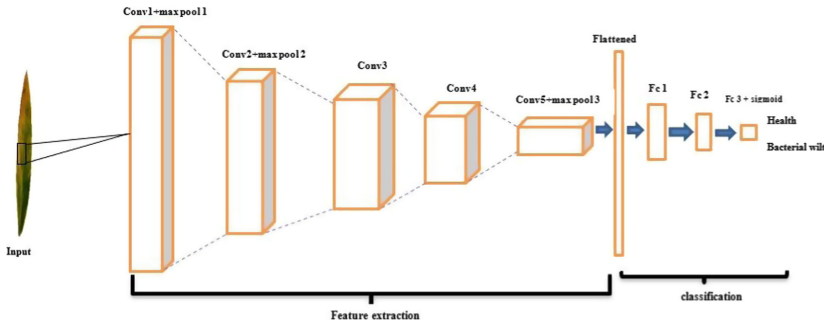 Conv1+maxpool1
Conv2+maxpool2
Conv3
Conv4
Conv5+maxpool3
Flattened
Fc 1
Fc 2
Fc 3 + sigmoid
Health
Bacterial wilt
Input
Feature extraction
classification